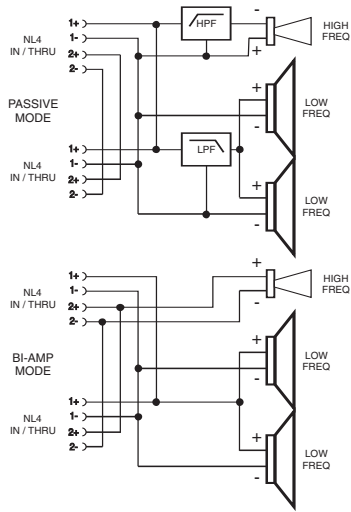 1+
-
HPF
HIGH
FREQ
NL4
IN / THRU
1-
2+
+
2-
+
PASSIVE
MODE
LOW
FREQ
-
NL4
IN / THRU
1+
1-
2+
2-
LPF
+
LOW
FREQ
-
NL4
IN / THRU
1+
1-
2+
2-
+
HIGH
FREQ
-
BI-AMP
MODE
+
LOW
FREQ
-
NL4
IN / THRU
1+
1-
2+
2-
+
LOW
FREQ
-